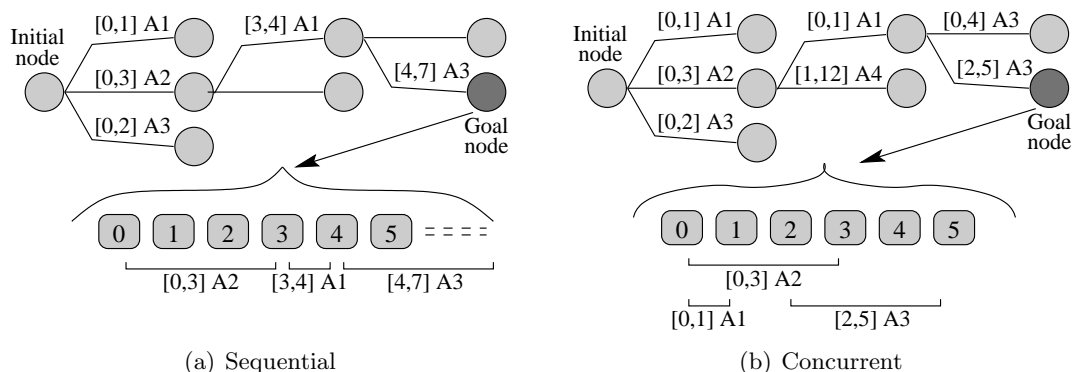 [0,1] A1
[3,4] A1
Initial
node
[0,3] A2
[4,7] A3
[0,2] A3
Goal
node
0 1 2 3 4 5
[0,3] A2
[3,4] A1
[4,7] A3
(a) Sequential
[0,1] A1
[0,1] A1
[0,4] A3
Initial
node
[0,3] A2
[1,12] A4
[2,5] A3
[0,2] A3
Goal
node
0 1 2 3 4 5
[0,3] A2
[0,1] A1
[2,5] A3
(b) Concurrent